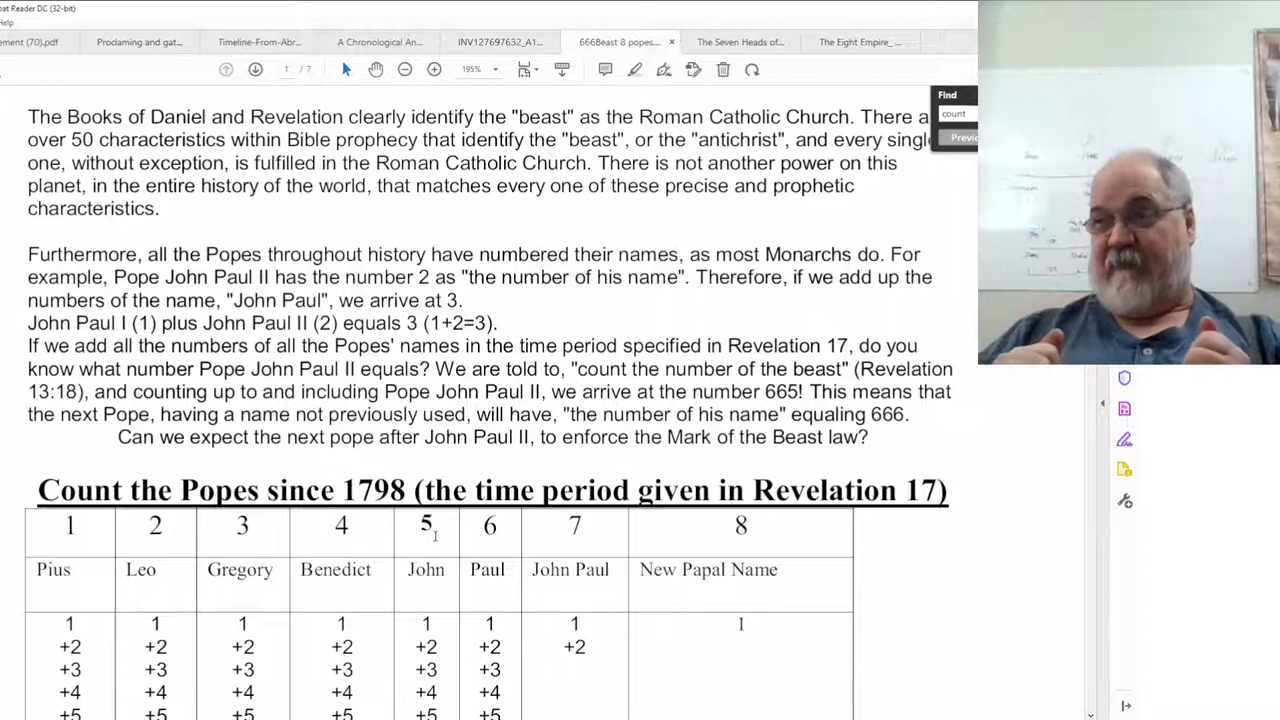 bat Reader DC (32-bit)
Help
ement (70).pdf
Proclaming and gat...
Timeline-From-Abr...
A Chronological An...
INV127697632_A1...
666Beast 8 popes... ×
The Seven Heads of...
The Eight Empire_ ...
1 / 7
195%
Find
count
Previo
The Books of Daniel and Revelation clearly identify the "beast" as the Roman Catholic Church. There a
over 50 characteristics within Bible prophecy that identify the "beast", or the "antichrist", and every singl
one, without exception, is fulfilled in the Roman Catholic Church. There is not another power on this
planet, in the entire history of the world, that matches every one of these precise and prophetic
characteristics.
Furthermore, all the Popes throughout history have numbered their names, as most Monarchs do. For
example, Pope John Paul II has the number 2 as "the number of his name". Therefore, if we add up the
numbers of the name, "John Paul", we arrive at 3.
John Paul I (1) plus John Paul II (2) equals 3 (1+2=3).
If we add all the numbers of all the Popes' names in the time period specified in Revelation 17, do you
know what number Pope John Paul II equals? We are told to, "count the number of the beast" (Revelation
13:18), and counting up to and including Pope John Paul II, we arrive at the number 665! This means that
the next Pope, having a name not previously used, will have, "the number of his name" equaling 666.
Can we expect the next pope after John Paul II, to enforce the Mark of the Beast law?
Count the Popes since 1798 (the time period given in Revelation 17)
1 2 3 4 5 6 7 8
Pius Leo Gregory Benedict John Paul John Paul New Papal Name
1 1 1 1 1 1 1 1
+2 +2 +2 +2 +2 +2 +2
+3 +3 +3 +3 +3 +3
+4 +4 +4 +4 +4 +4
+5 +5 +5 +5 +5 +5